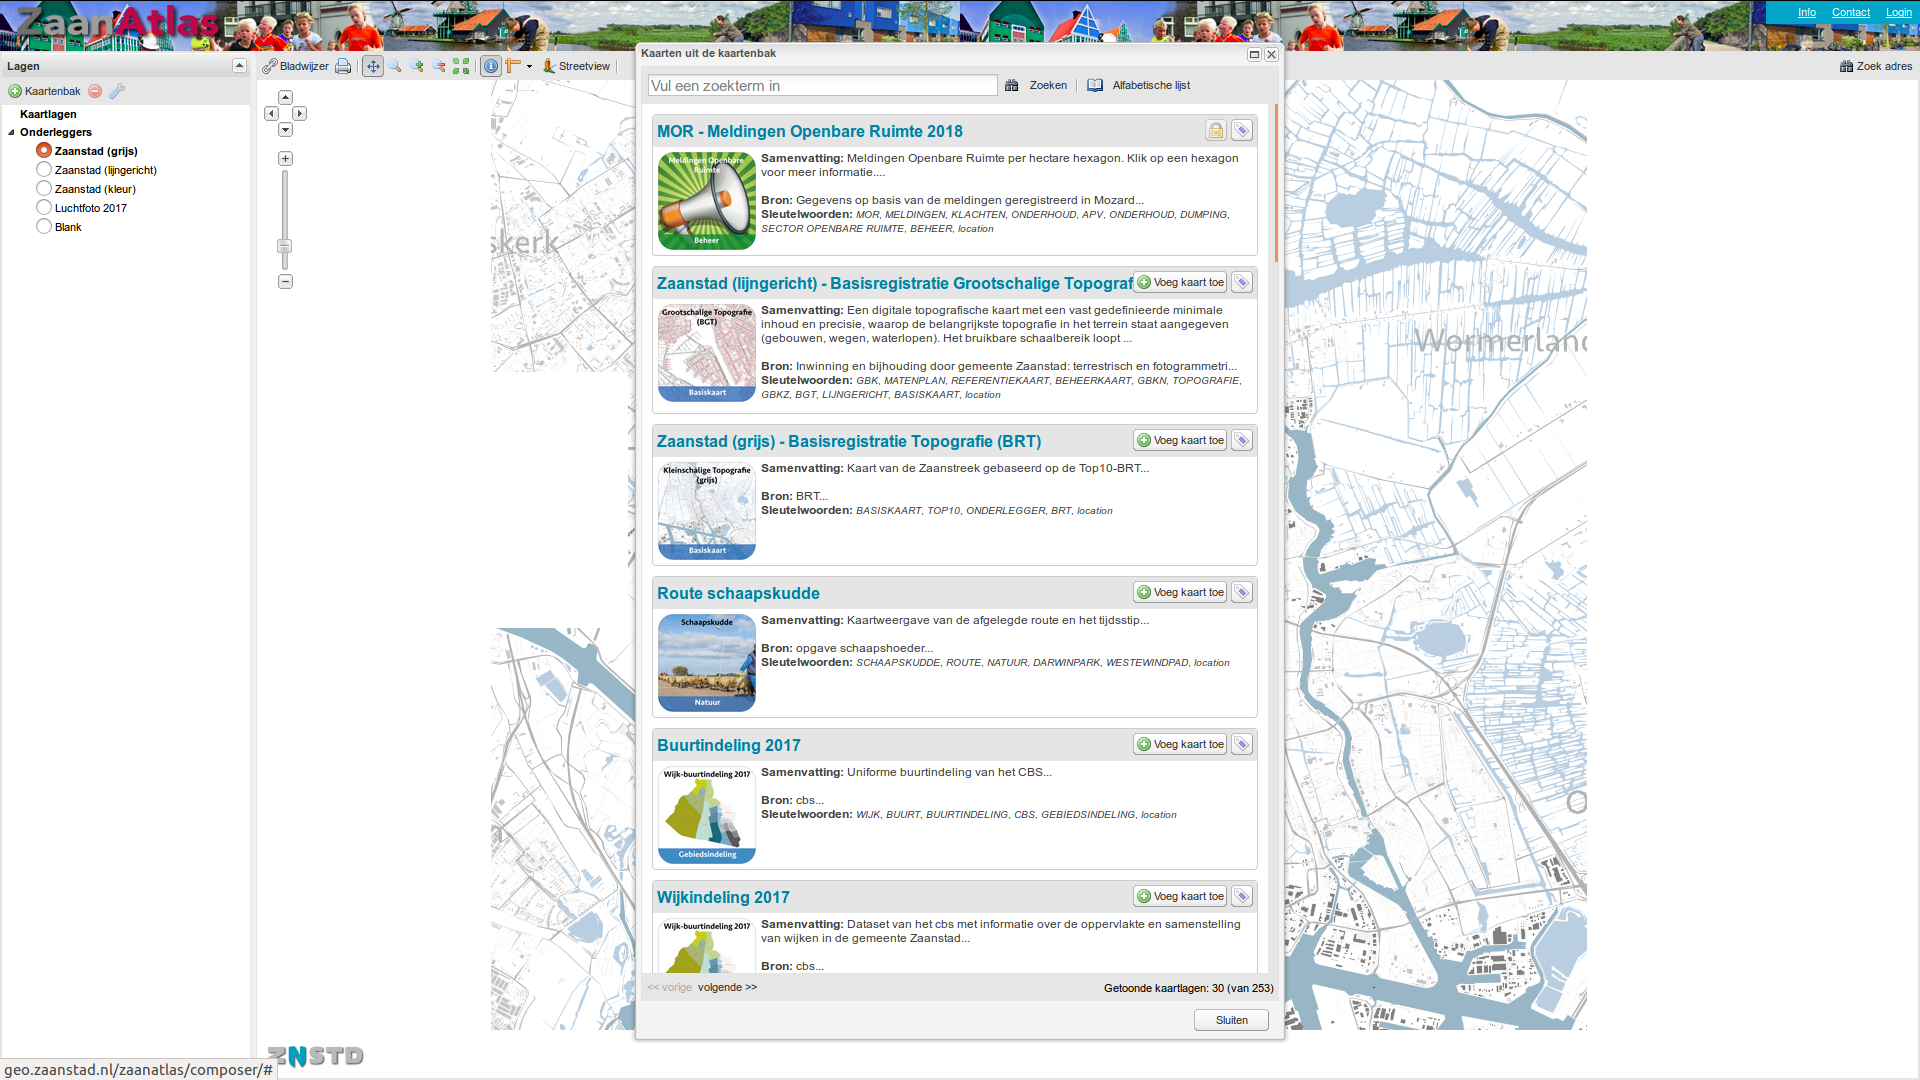 ZaanAtlas
Info Contact Login
Lagen
Kaartenbak
Kaartlagen
Onderleggers
Zaanstad (grijs)
Zaanstad (lijngericht)
Zaanstad (kleur)
Luchtfoto 2017
Blank
Bladwijzer
Streetview
Zoek adres
skerk
Wormerland
ZNSTD
geo.zaanstad.nl/zaanatlas/composer/#
Kaarten uit de kaartenbak
Vul een zoekterm in
Zoeken
Alfabetische lijst
MOR - Meldingen Openbare Ruimte 2018
Meldingen Openbare
Ruimte
Beheer
Samenvatting: Meldingen Openbare Ruimte per hectare hexagon. Klik op een hexagon
voor meer informatie....
Bron: Gegevens op basis van de meldingen geregistreerd in Mozard...
Sleutelwoorden: MOR, MELDINGEN, KLACHTEN, ONDERHOUD, APV, ONDERHOUD, DUMPING,
SECTOR OPENBARE RUIMTE, BEHEER, location
Zaanstad (lijngericht) - Basisregistratie Grootschalige Topograf
Voeg kaart toe
Grootschalige Topografie
(BGT)
Basiskaart
Samenvatting: Een digitale topografische kaart met een vast gedefinieerde minimale
inhoud en precisie, waarop de belangrijkste topografie in het terrein staat aangegeven
(gebouwen, wegen, waterlopen). Het bruikbare schaalbereik loopt ...
Bron: Inwinning en bijhouding door gemeente Zaanstad: terrestrisch en fotogrammetri...
Sleutelwoorden: GBK, MATENPLAN, REFERENTIEKAART, BEHEERKAART, GBKN, TOPOGRAFIE,
GBKZ, BGT, LIJNGERICHT, BASISKAART, location
Zaanstad (grijs) - Basisregistratie Topografie (BRT)
Voeg kaart toe
Kleinschalige Topografie
(grijs)
Basiskaart
Samenvatting: Kaart van de Zaanstreek gebaseerd op de Top10-BRT...
Bron: BRT...
Sleutelwoorden: BASISKAART, TOP10, ONDERLEGGER, BRT, location
Route schaapskudde
Voeg kaart toe
Schaapskudde
Natuur
Samenvatting: Kaartweergave van de afgelegde route en het tijdsstip...
Bron: opgave schaapshoeder...
Sleutelwoorden: SCHAAPSKUDDE, ROUTE, NATUUR, DARWINPARK, WESTEWINDPAD, location
Buurtindeling 2017
Voeg kaart toe
Wijk-buurtindeling 2017
Gebiedsindeling
Samenvatting: Uniforme buurtindeling van het CBS...
Bron: cbs...
Sleutelwoorden: WIJK, BUURT, BUURTINDELING, CBS, GEBIEDSINDELING, location
Wijkindeling 2017
Voeg kaart toe
Wijk-buurtindeling 2017
Samenvatting: Dataset van het cbs met informatie over de oppervlakte en samenstelling
van wijken in de gemeente Zaanstad...
Bron: cbs...
<< vorige volgende >>
Getoonde kaartlagen: 30 (van 253)
Sluiten